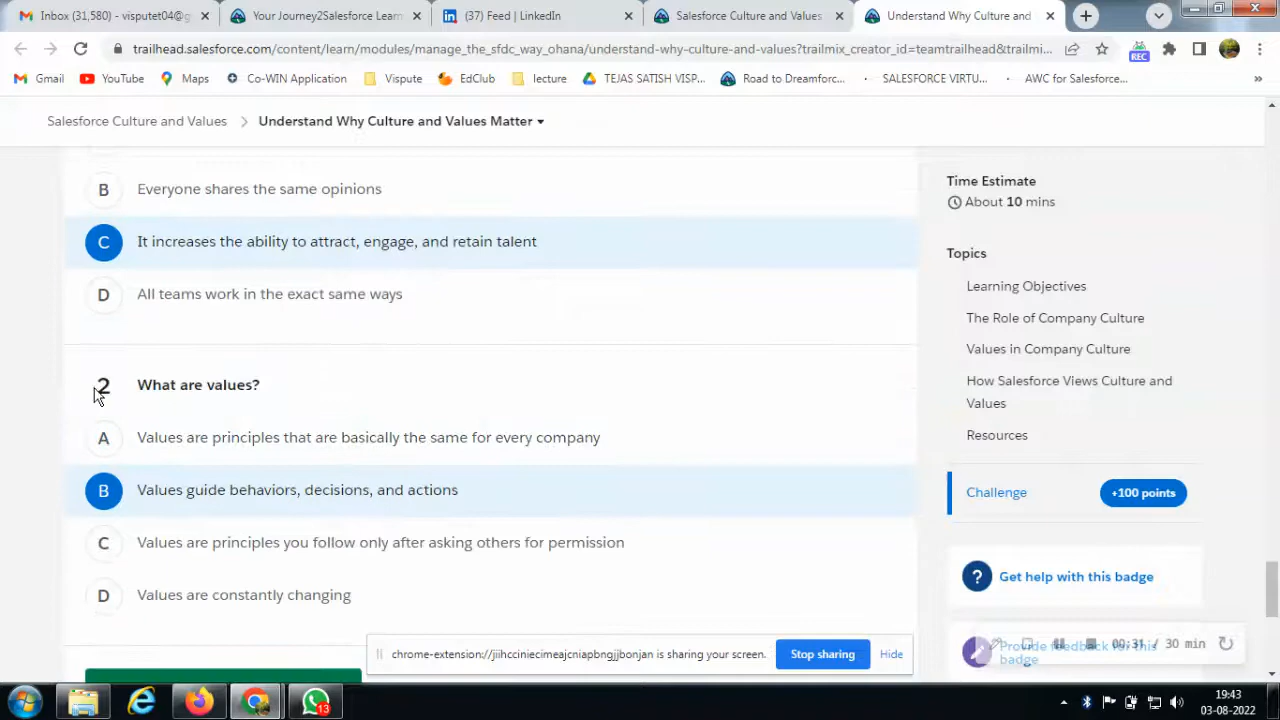 Inbox (31,580) - visputet04@g
Your Journey2Salesforce Learn
(37) Feed | LinkedIn
Salesforce Culture and Values
Understand Why Culture and
trailhead.salesforce.com/content/learn/modules/manage_the_sfdc_way_ohana/understand-why-culture-and-values?trailmix_creator_id=teamtrailhead&trailmi...
REC
Gmail
YouTube
Maps
Co-WIN Application
Vispute
EdClub
lecture
TEJAS SATISH VISP...
Road to Dreamforc...
SALESFORCE VIRTU...
AWC for Salesforce...
»
Salesforce Culture and Values
Understand Why Culture and Values Matter
B Everyone shares the same opinions
C It increases the ability to attract, engage, and retain talent
D All teams work in the exact same ways
2 What are values?
A Values are principles that are basically the same for every company
B Values guide behaviors, decisions, and actions
C Values are principles you follow only after asking others for permission
D Values are constantly changing
Time Estimate
About 10 mins
Topics
Learning Objectives
The Role of Company Culture
Values in Company Culture
How Salesforce Views Culture and
Values
Resources
Challenge
+100 points
? Get help with this badge
Provide feedback for this
badge
00:31 / 30 min
chrome-extension://jiihcciniecimeajcniapbngjjbonjan is sharing your screen.
Stop sharing
Hide
13
19:43
03-08-2022